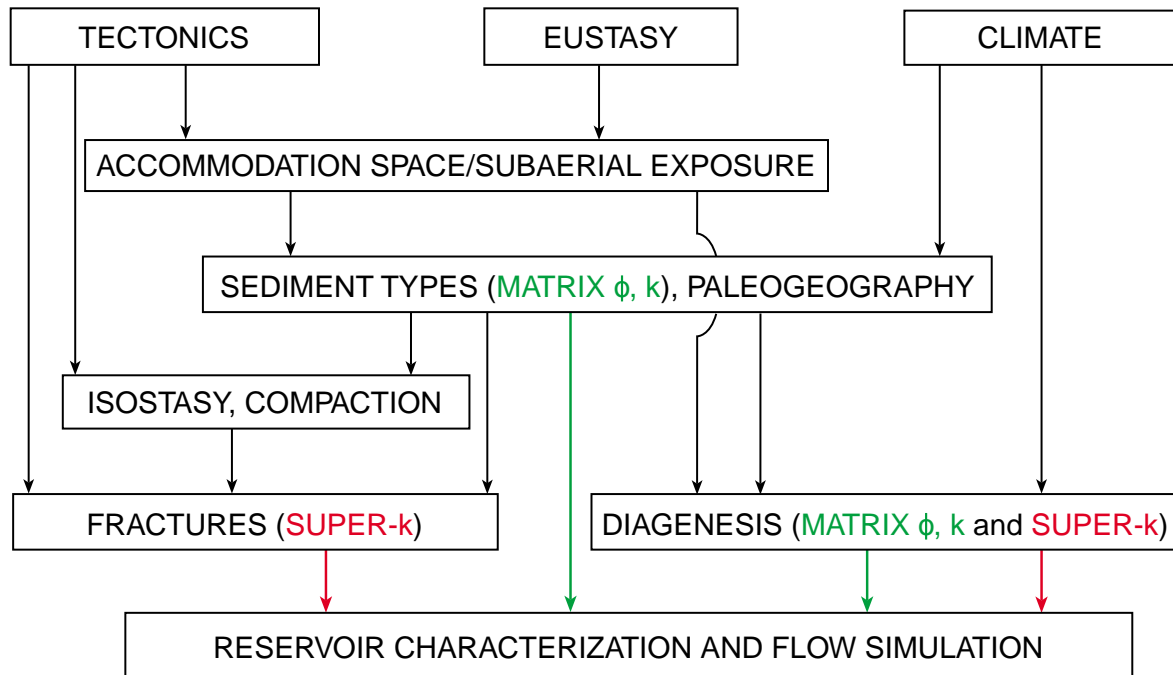 TECTONICS
EUSTASY
CLIMATE
ACCOMMODATION SPACE/SUBAERIAL EXPOSURE
SEDIMENT TYPES (MATRIX ϕ, k), PALEOGEOGRAPHY
ISOSTASY, COMPACTION
FRACTURES (SUPER-k)
DIAGENESIS (MATRIX ϕ, k and SUPER-k)
RESERVOIR CHARACTERIZATION AND FLOW SIMULATION